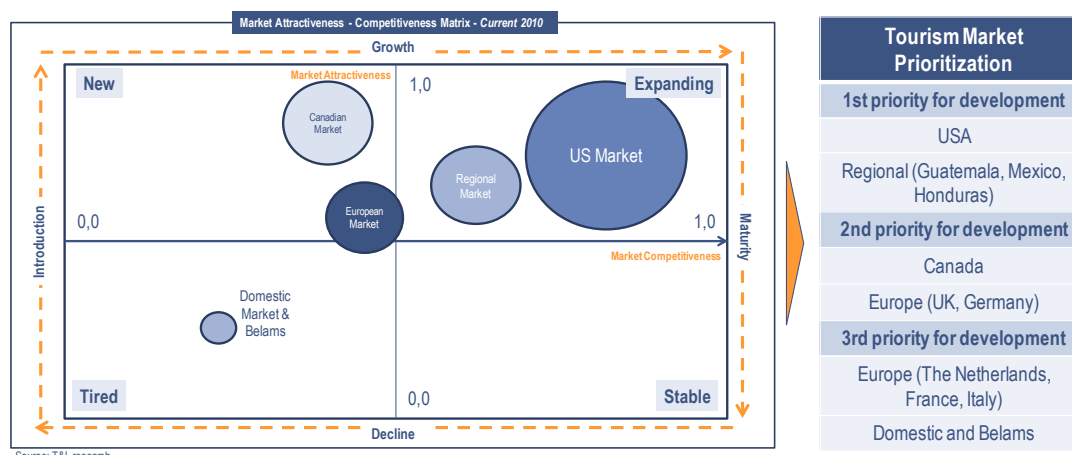 Market Attractiveness - Competitiveness Matrix - Current 2010
Growth
New
Market Attractiveness
1,0
Expanding
Canadian
Market
US Market
Regional
Market
European
Market
0,0
1,0
Introduction
Maturity
Market Competitiveness
Domestic
Market &
Belams
Tired
0,0
Stable
Decline
Source: T&L research
Tourism Market
Prioritization
1st priority for development
USA
Regional (Guatemala, Mexico,
Honduras)
2nd priority for development
Canada
Europe (UK, Germany)
3rd priority for development
Europe (The Netherlands,
France, Italy)
Domestic and Belams